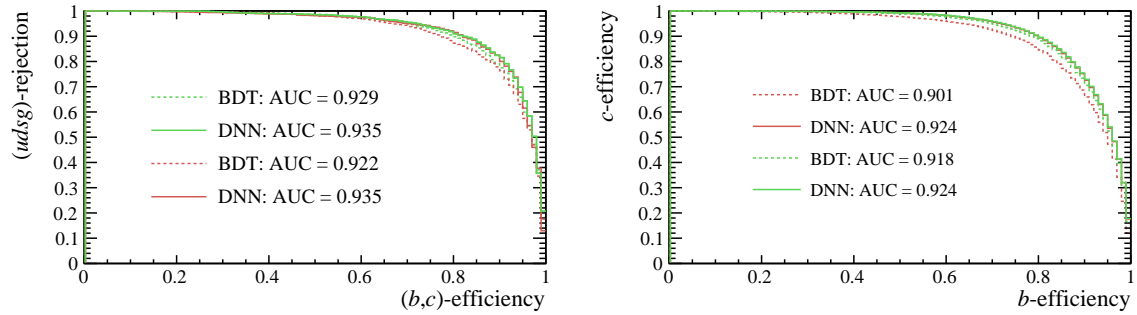 (udsg)-rejection
1
0.9
0.8
0.7
0.6
0.5
0.4
0.3
0.2
0.1
0
BDT: AUC = 0.929
DNN: AUC = 0.935
BDT: AUC = 0.922
DNN: AUC = 0.935
0 0.2 0.4 0.6 0.8 1
(b,c)-efficiency
c-efficiency
1
0.9
0.8
0.7
0.6
0.5
0.4
0.3
0.2
0.1
0
BDT: AUC = 0.901
DNN: AUC = 0.924
BDT: AUC = 0.918
DNN: AUC = 0.924
0 0.2 0.4 0.6 0.8 1
b-efficiency